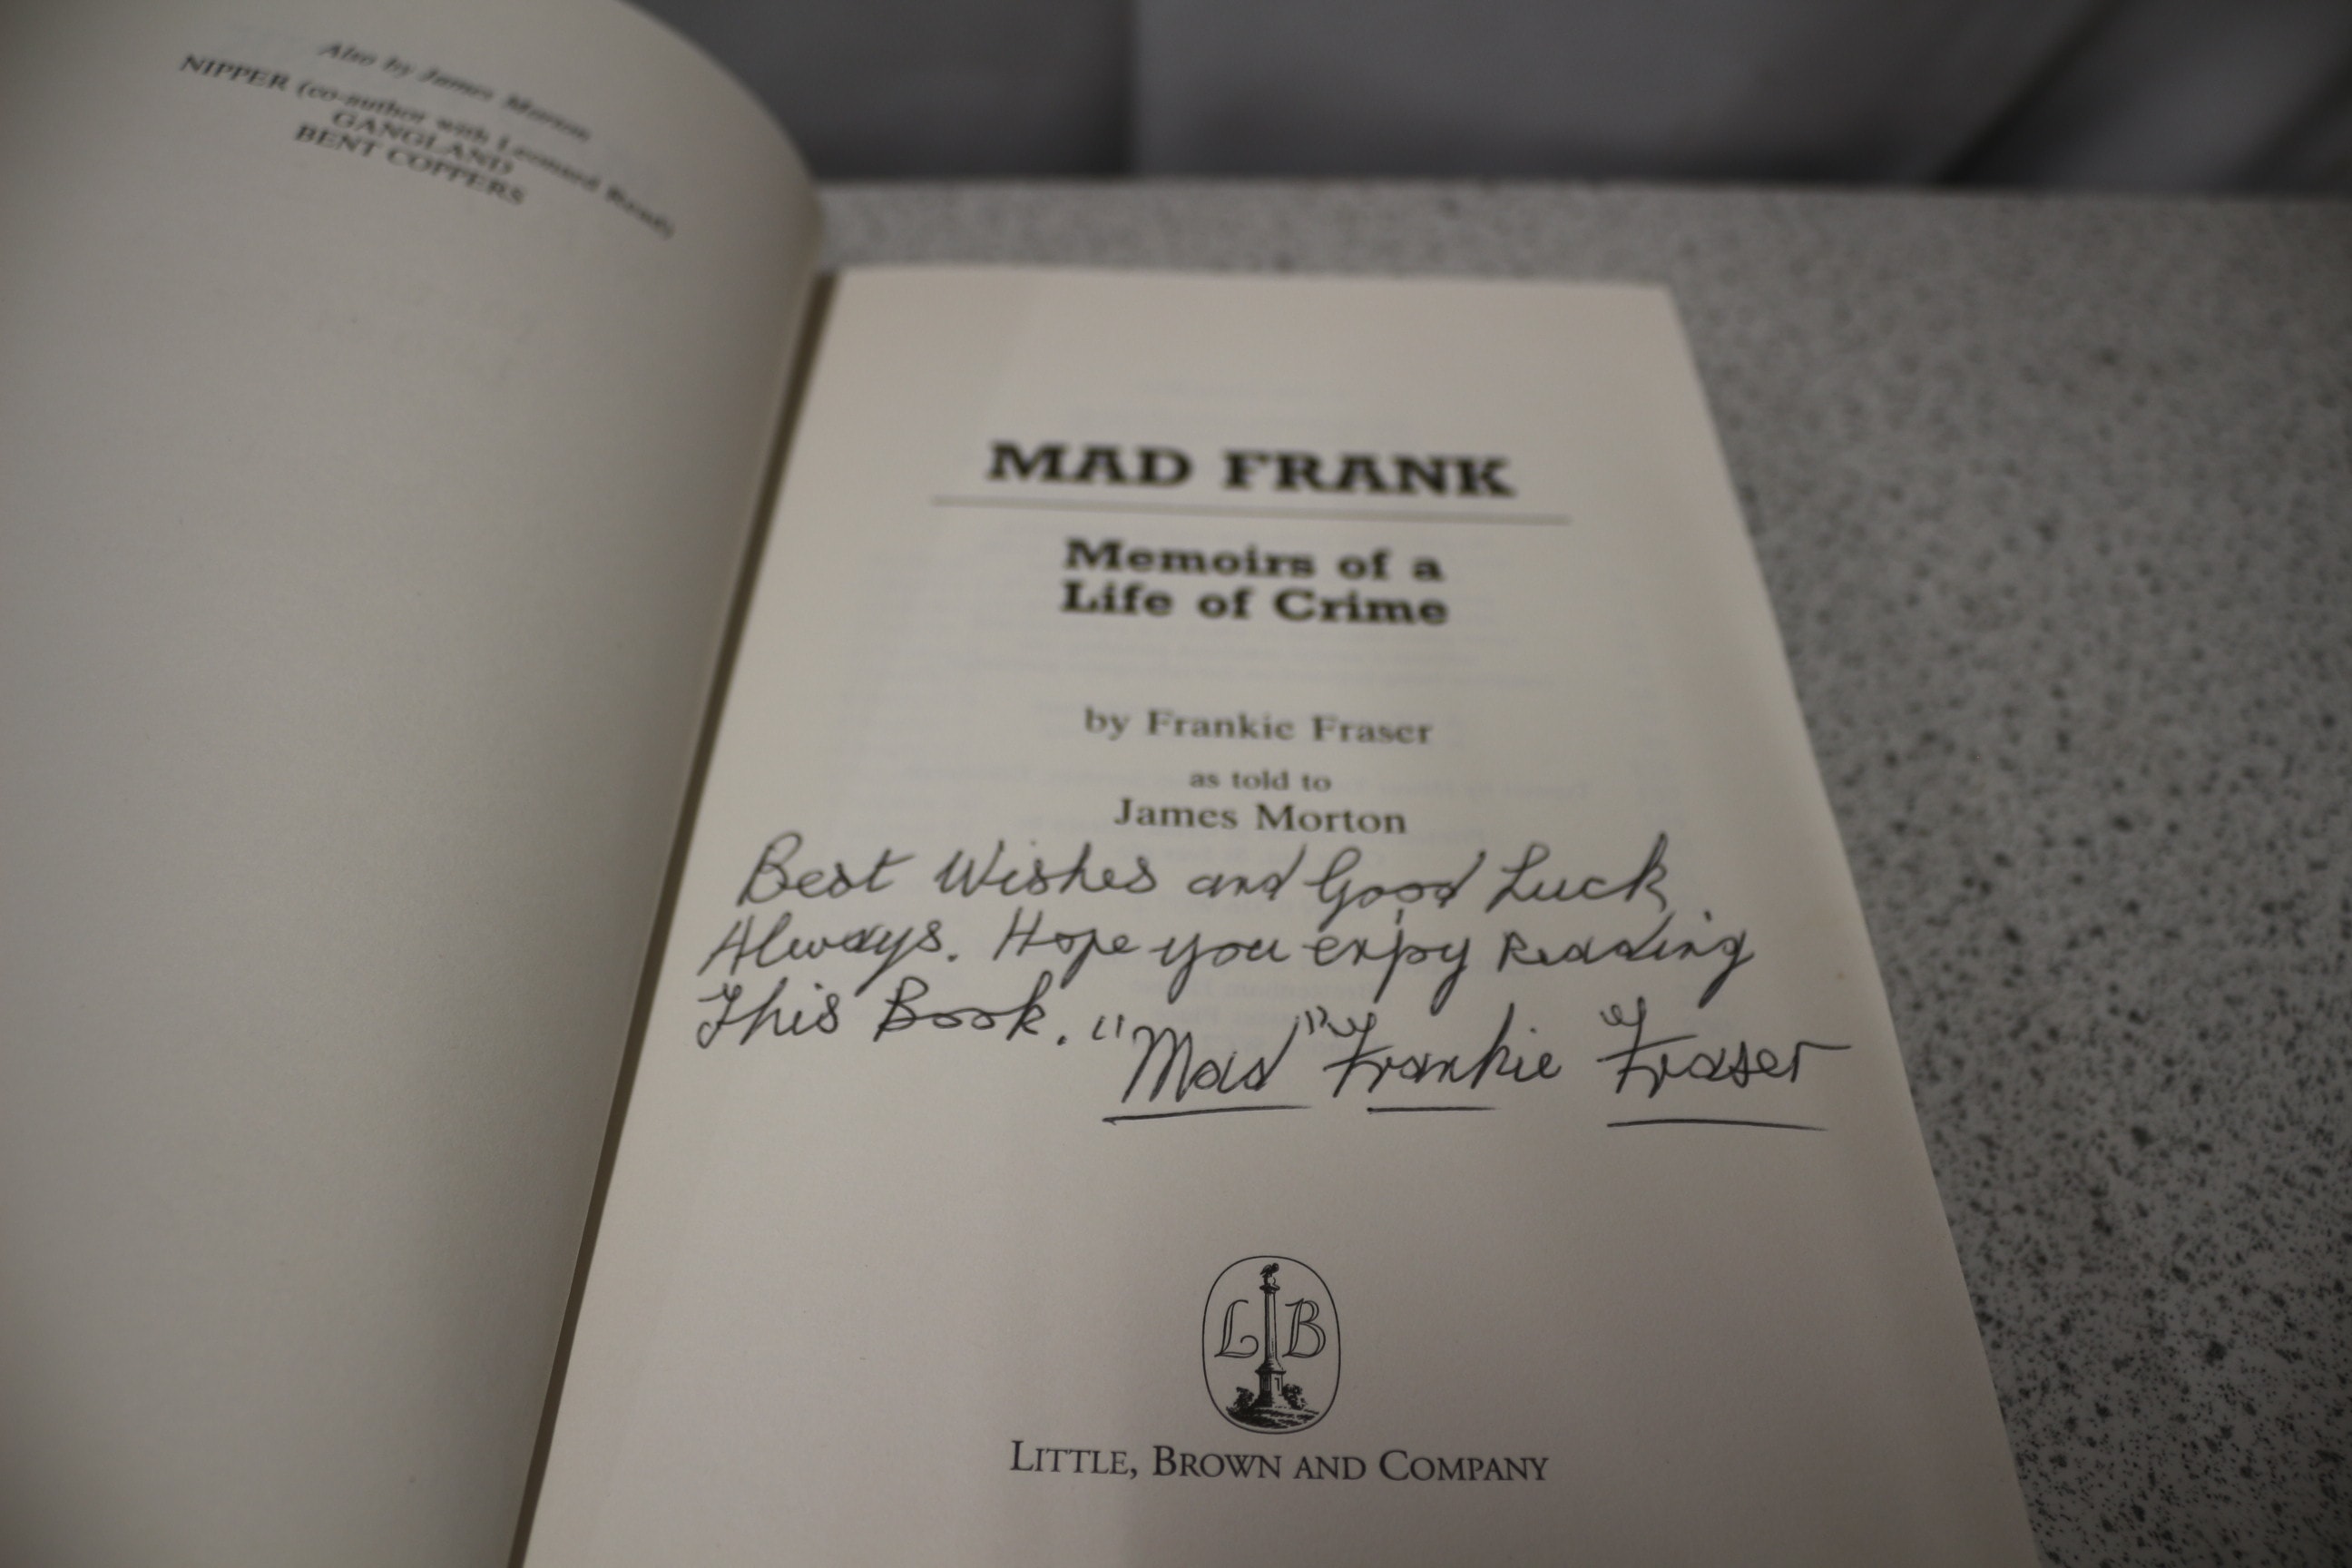 Also by James Morton
NIPPER (co-author with Leonard Read)
GANGLAND
BENT COPPERS
MAD FRANK
Memoirs of a
Life of Crime
by Frankie Fraser
as told to
James Morton
Best Wishes and Good Luck
Always. Hope you enjoy Reading
This Book. "Mad" Frankie Fraser
L B
LITTLE, BROWN AND COMPANY